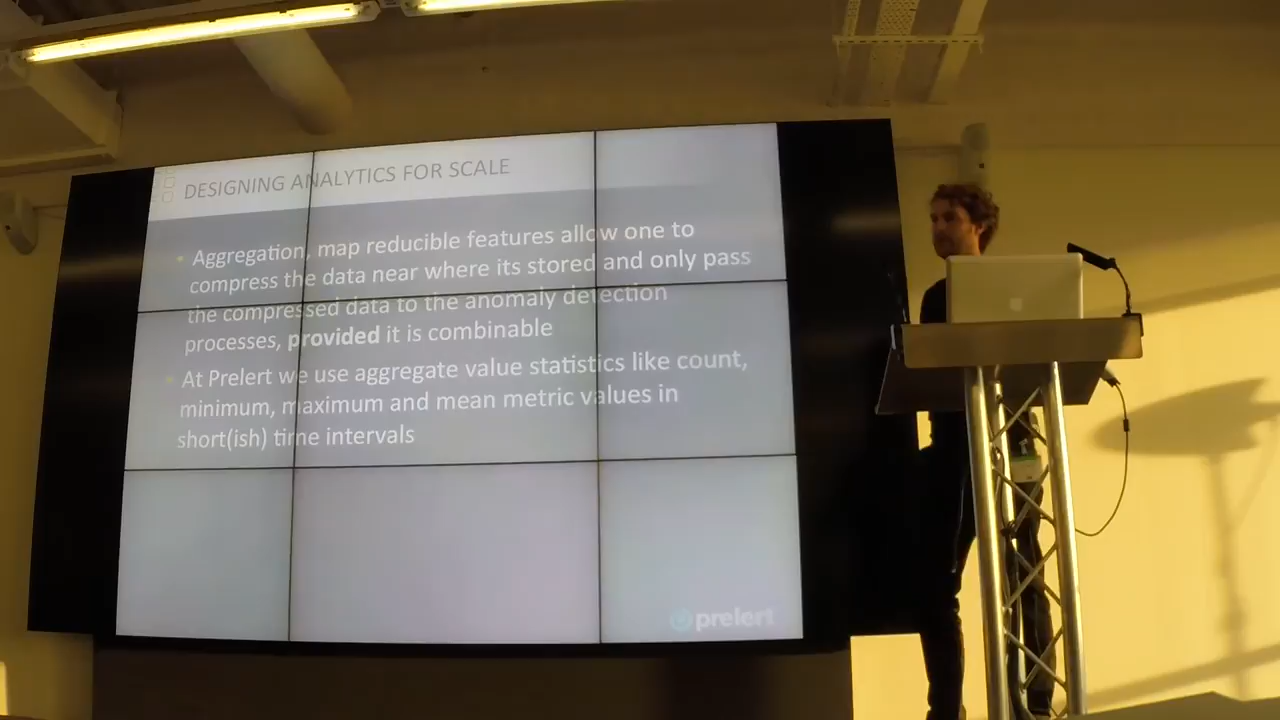 DESIGNING ANALYTICS FOR SCALE
Aggregation, map reducible features allow one to
compress the data near where its stored and only pass
the compressed data to the anomaly detection
processes, provided it is combinable
At Prelert we use aggregate value statistics like count,
minimum, maximum and mean metric values in
short(ish) time intervals
prelert